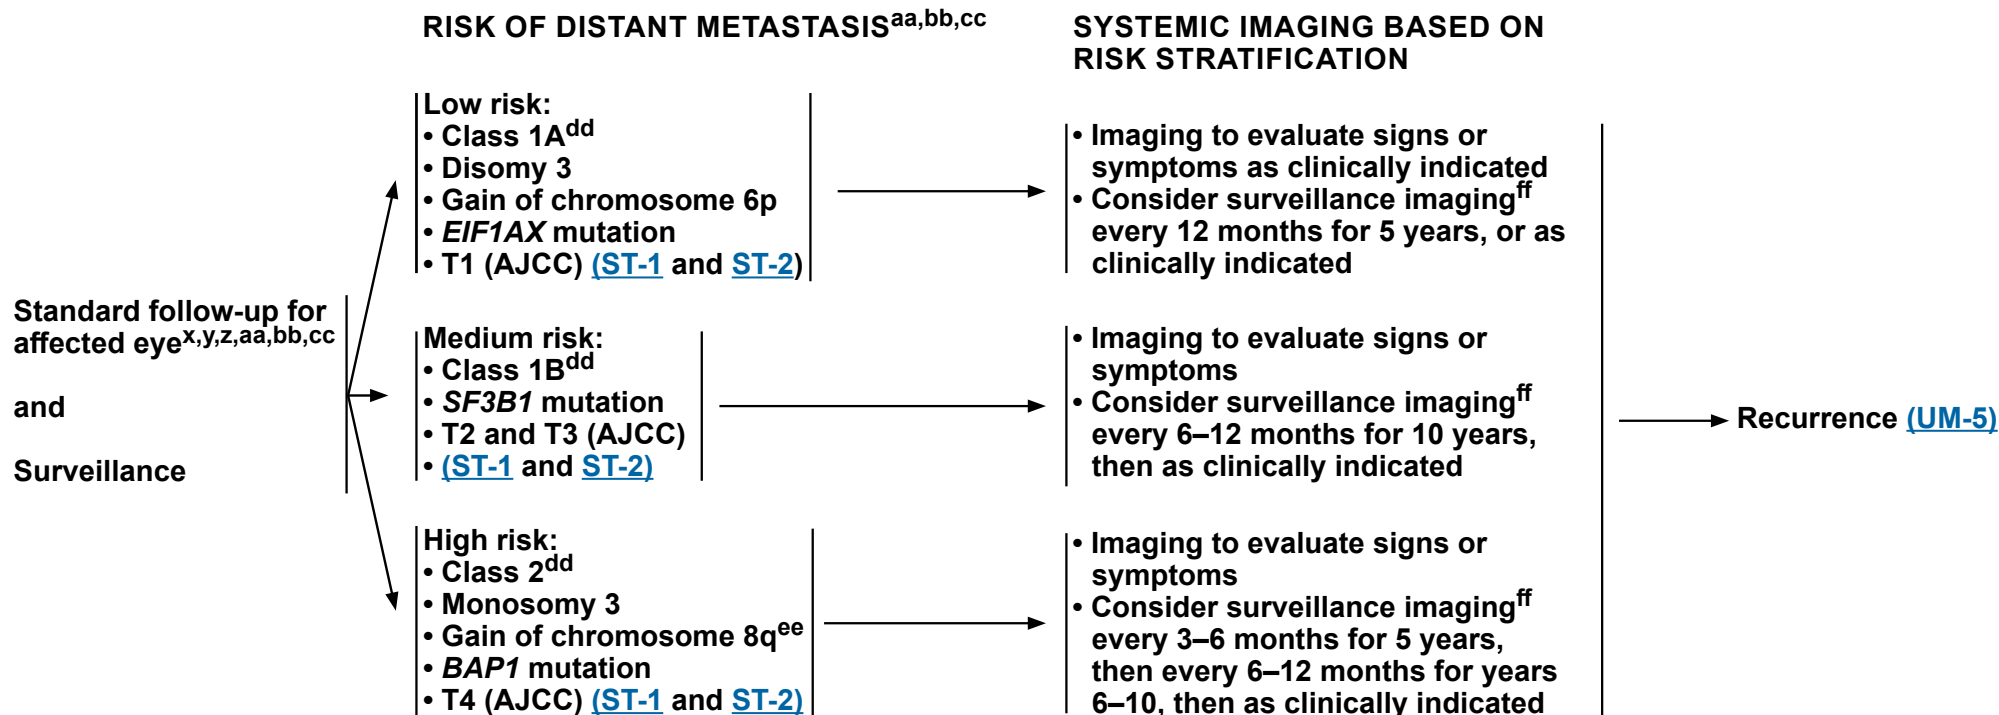 RISK OF DISTANT METASTASISaa,bb,cc
SYSTEMIC IMAGING BASED ON
RISK STRATIFICATION
Standard follow-up for
affected eyex,y,z,aa,bb,cc
and
Surveillance
Low risk:
• Class 1Add
• Disomy 3
• Gain of chromosome 6p
• EIF1AX mutation
• T1 (AJCC) (ST-1 and ST-2)
• Imaging to evaluate signs or
symptoms as clinically indicated
• Consider surveillance imagingff
every 12 months for 5 years, or as
clinically indicated
Medium risk:
• Class 1Bdd
• SF3B1 mutation
• T2 and T3 (AJCC)
• (ST-1 and ST-2)
• Imaging to evaluate signs or
symptoms
• Consider surveillance imagingff
every 6–12 months for 10 years,
then as clinically indicated
High risk:
• Class 2dd
• Monosomy 3
• Gain of chromosome 8qee
• BAP1 mutation
• T4 (AJCC) (ST-1 and ST-2)
• Imaging to evaluate signs or
symptoms
• Consider surveillance imagingff
every 3–6 months for 5 years,
then every 6–12 months for years
6–10, then as clinically indicated
Recurrence (UM-5)